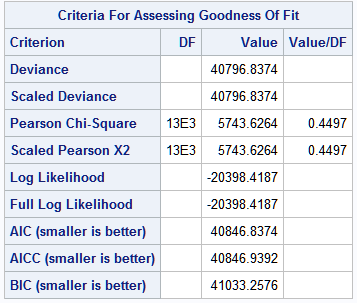 Criteria For Assessing Goodness Of Fit
Criterion DF Value Value/DF
Deviance 40796.8374
Scaled Deviance 40796.8374
Pearson Chi-Square 13E3 5743.6264 0.4497
Scaled Pearson X2 13E3 5743.6264 0.4497
Log Likelihood -20398.4187
Full Log Likelihood -20398.4187
AIC (smaller is better) 40846.8374
AICC (smaller is better) 40846.9392
BIC (smaller is better) 41033.2576